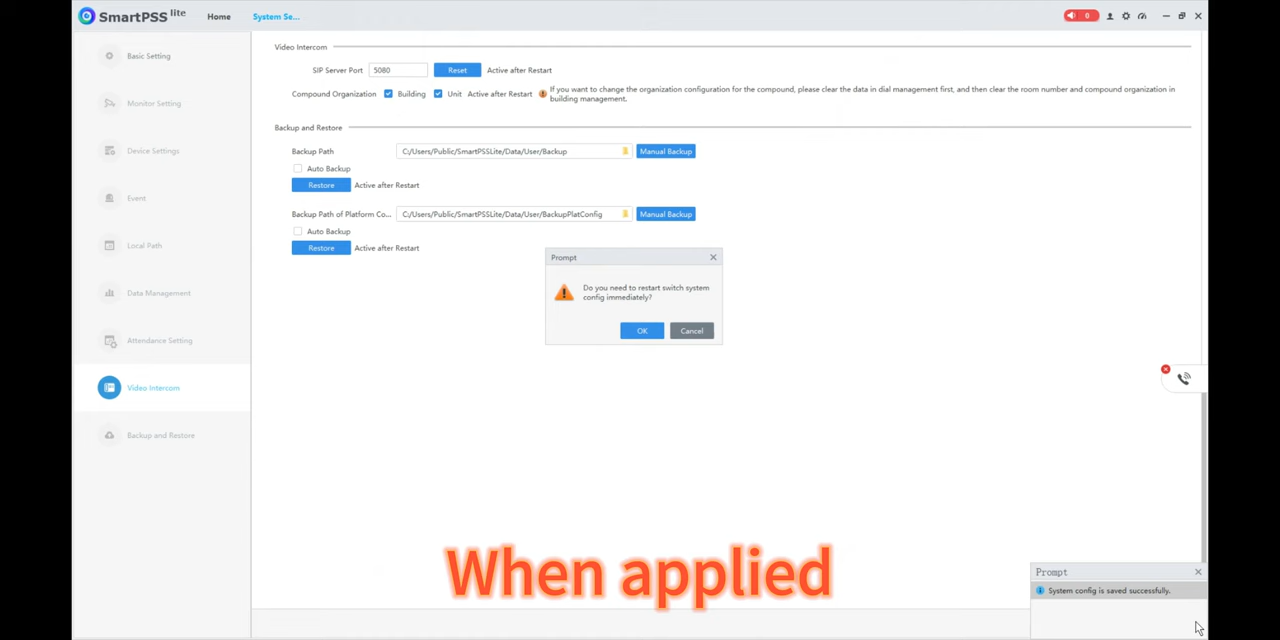 SmartPSS lite
Home
System Se...
0
Basic Setting
Monitor Setting
Device Settings
Event
Local Path
Data Management
Attendance Setting
Video Intercom
Backup and Restore
Video Intercom
SIP Server Port 5080 Reset Active after Restart
Compound Organization Building Unit Active after Restart If you want to change the organization configuration for the compound, please clear the data in dial management first, and then clear the room number and compound organization in
building management.
Backup and Restore
Backup Path C:/Users/Public/SmartPSSLite/Data/User/Backup Manual Backup
Auto Backup
Restore Active after Restart
Backup Path of Platform Co... C:/Users/Public/SmartPSSLite/Data/User/BackupPlatConfig Manual Backup
Auto Backup
Restore Active after Restart
Prompt
Do you need to restart switch system
config immediately?
OK Cancel
When applied
Prompt
System config is saved successfully.